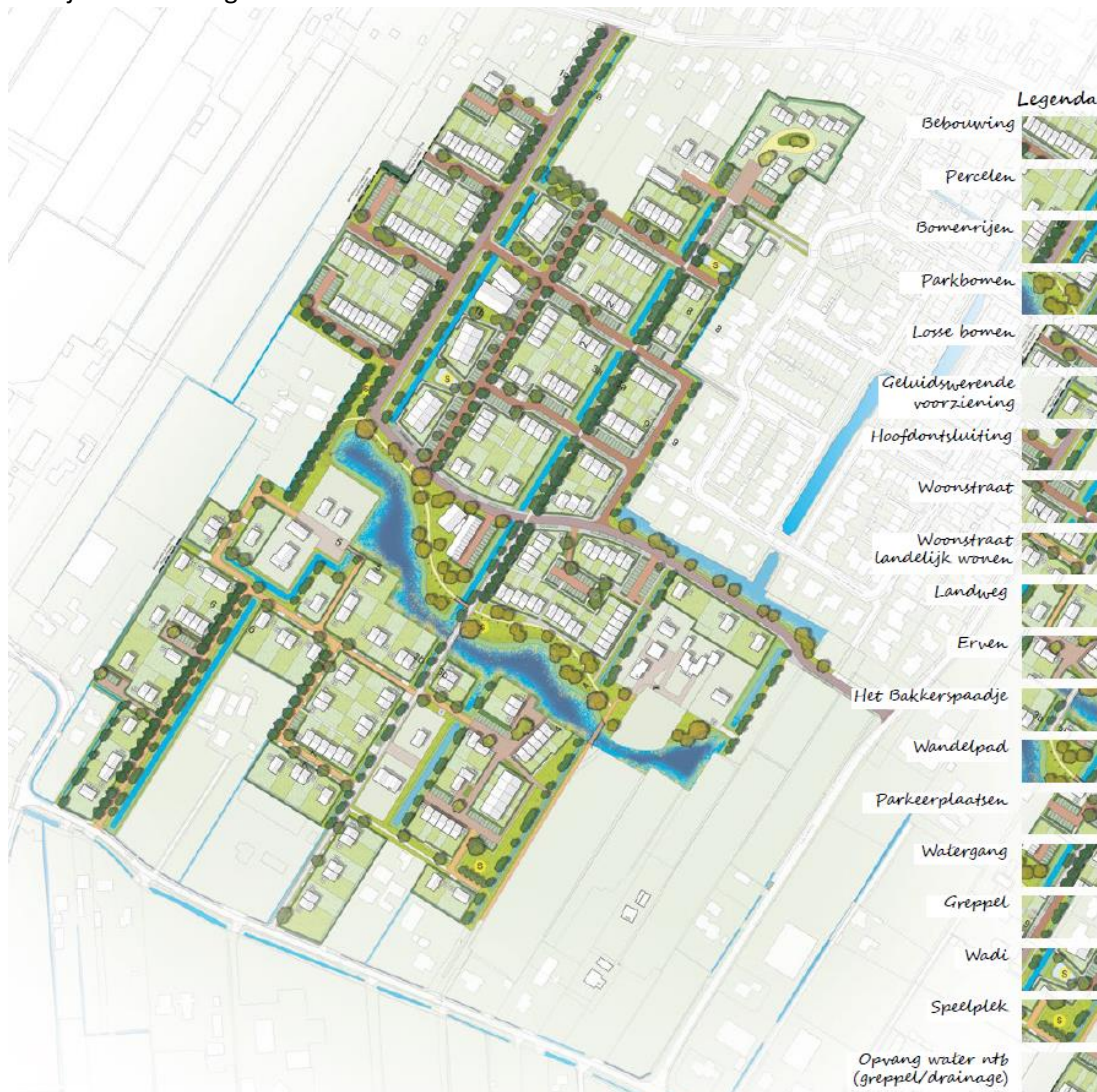 Legenda
Bebouwing
Percelen
Bomenrijen
Parkbomen
Losse bomen
Geluidswerende
voorziening
Hoofdontsluiting
Woonstraat
Woonstraat
landelijk wonen
Landweg
Erven
Het Bakkerspaadje
Wandelpad
Parkeerplaatsen
Watergang
Greppel
Wadi
Speelplek
Opvang water ntb
(greppel/drainage)